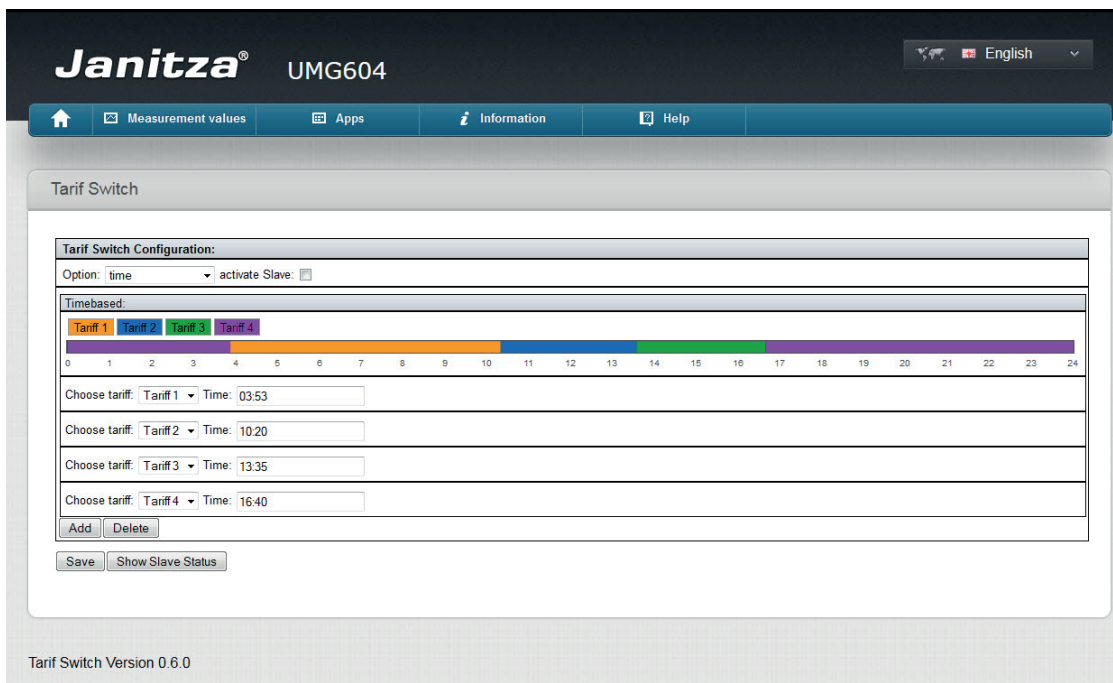 Janitza® UMG604
English
Measurement values Apps Information Help
Tarif Switch
Tarif Switch Configuration:
Option: time activate Slave:
Timebased:
Tariff 1 Tariff 2 Tariff 3 Tariff 4
0 1 2 3 4 5 6 7 8 9 10 11 12 13 14 15 16 17 18 19 20 21 22 23 24
Choose tariff: Tariff 1 Time: 03:53
Choose tariff: Tariff 2 Time: 10:20
Choose tariff: Tariff 3 Time: 13:35
Choose tariff: Tariff 4 Time: 16:40
Add Delete
Save Show Slave Status
Tarif Switch Version 0.6.0